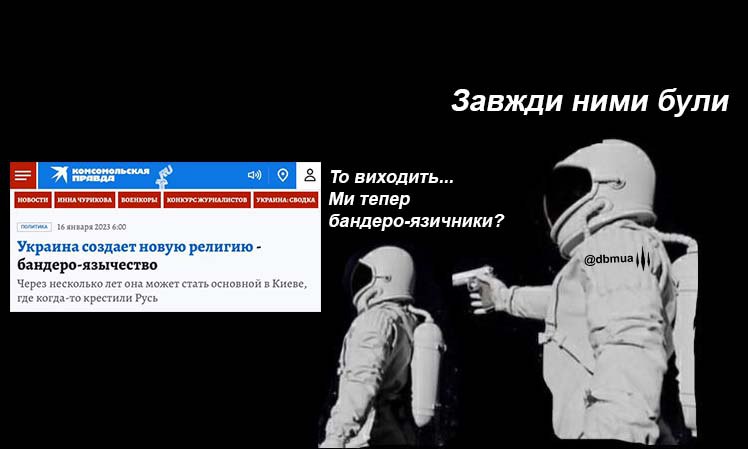 Завжди ними були
КОМСОМОЛЬСКАЯ
ПРАВДА
.RU
НОВОСТИ
ИННА ЧУРИКОВА
ВОЕНКОРЫ
КОНКУРС ЖУРНАЛИСТОВ
УКРАИНА: СВОДКА
ПОЛИТИКА 16 января 2023 6:00
Украина создает новую религию -
бандеро-язычество
Через несколько лет она может стать основной в Киеве,
где когда-то крестили Русь
То виходить...
Ми тепер
бандеро-язичники?
@dbmua